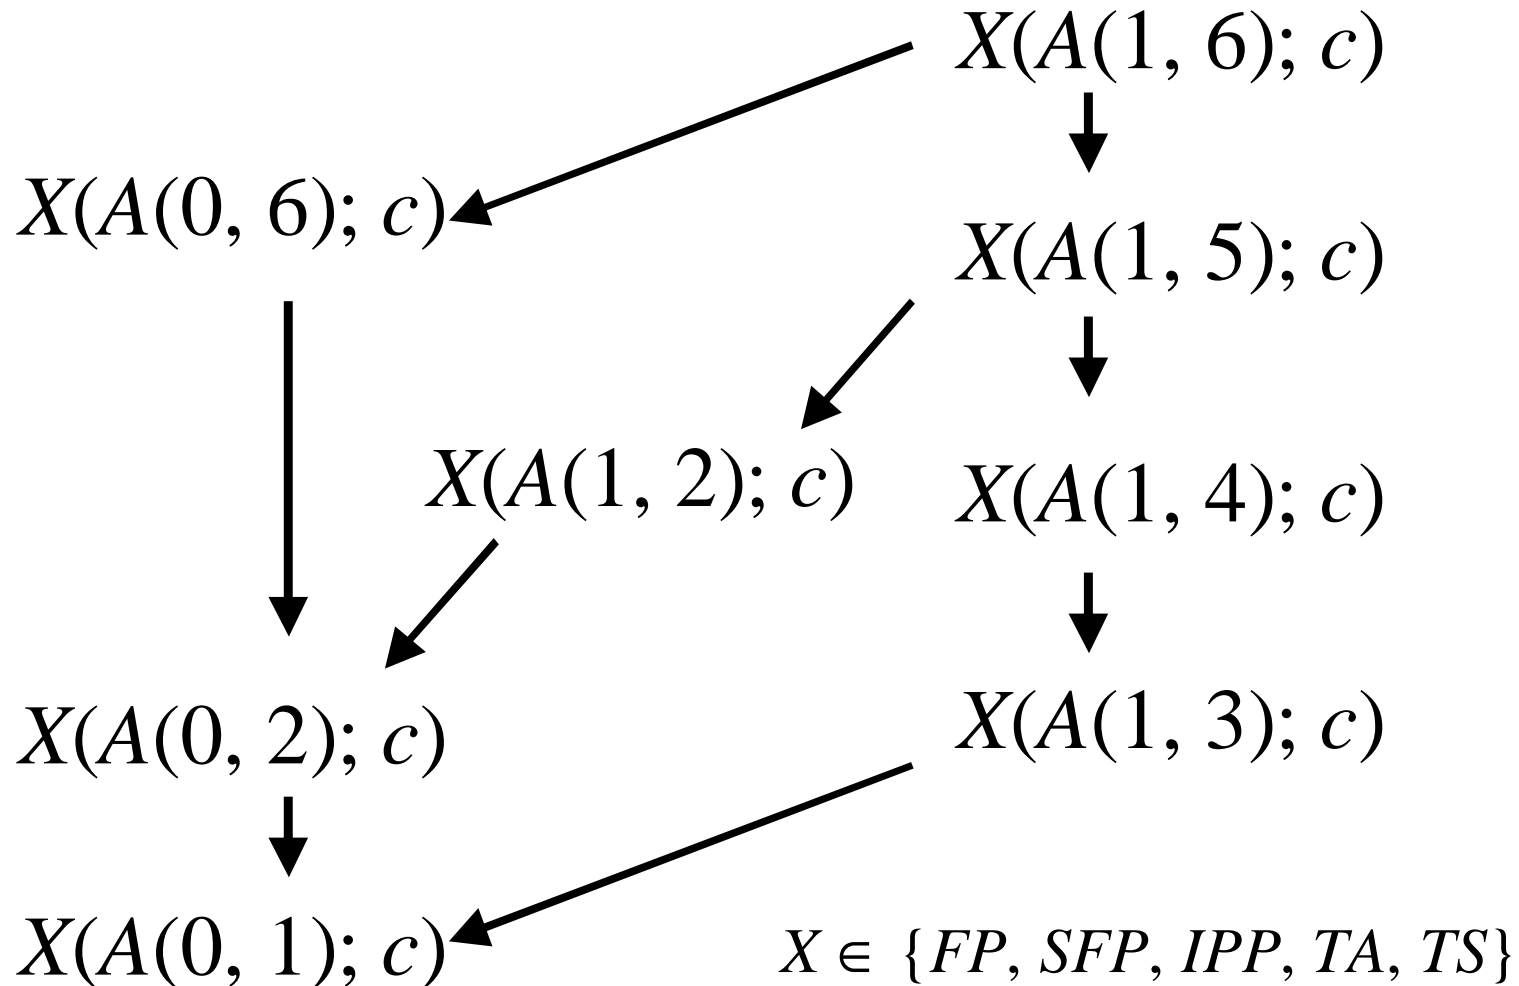 X(A(1, 6); c)
X(A(0, 6); c)
X(A(1, 5); c)
X(A(1, 2); c)
X(A(1, 4); c)
X(A(0, 2); c)
X(A(1, 3); c)
X(A(0, 1); c)
X ∈ {FP, SFP, IPP, TA, TS}